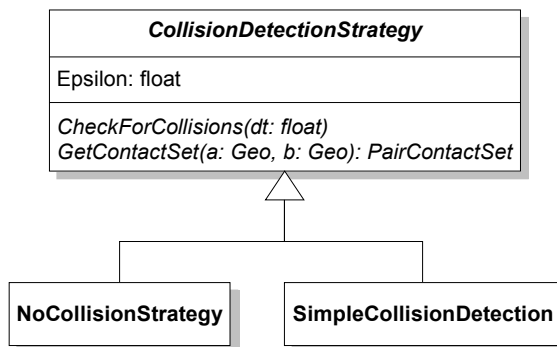 CollisionDetectionStrategy
Epsilon: float
CheckForCollisions(dt: float)
GetContactSet(a: Geo, b: Geo): PairContactSet
NoCollisionStrategy
SimpleCollisionDetection